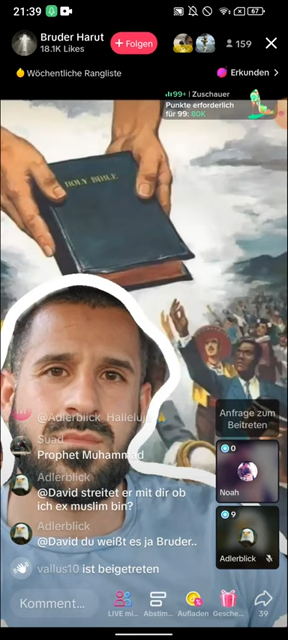 21:39
67
Bruder Harut
18.1K Likes
+ Folgen
159
Wöchentliche Rangliste
Erkunden >
99+ | Zuschauer
Punkte erforderlich
für 99: 80K
HOLY BIBLE
@Adlerblick Halleluja
Suad
Prophet Muhammad
Adlerblick
@David streitet er mit dir ob
ich ex muslim bin?
Adlerblick
@David du weißt es ja Bruder..
vallus10 ist beigetreten
Anfrage zum
Beitreten
0
Noah
9
Adlerblick
Komment...
LIVE mi...
Abstim...
Aufladen
Gesche...
39